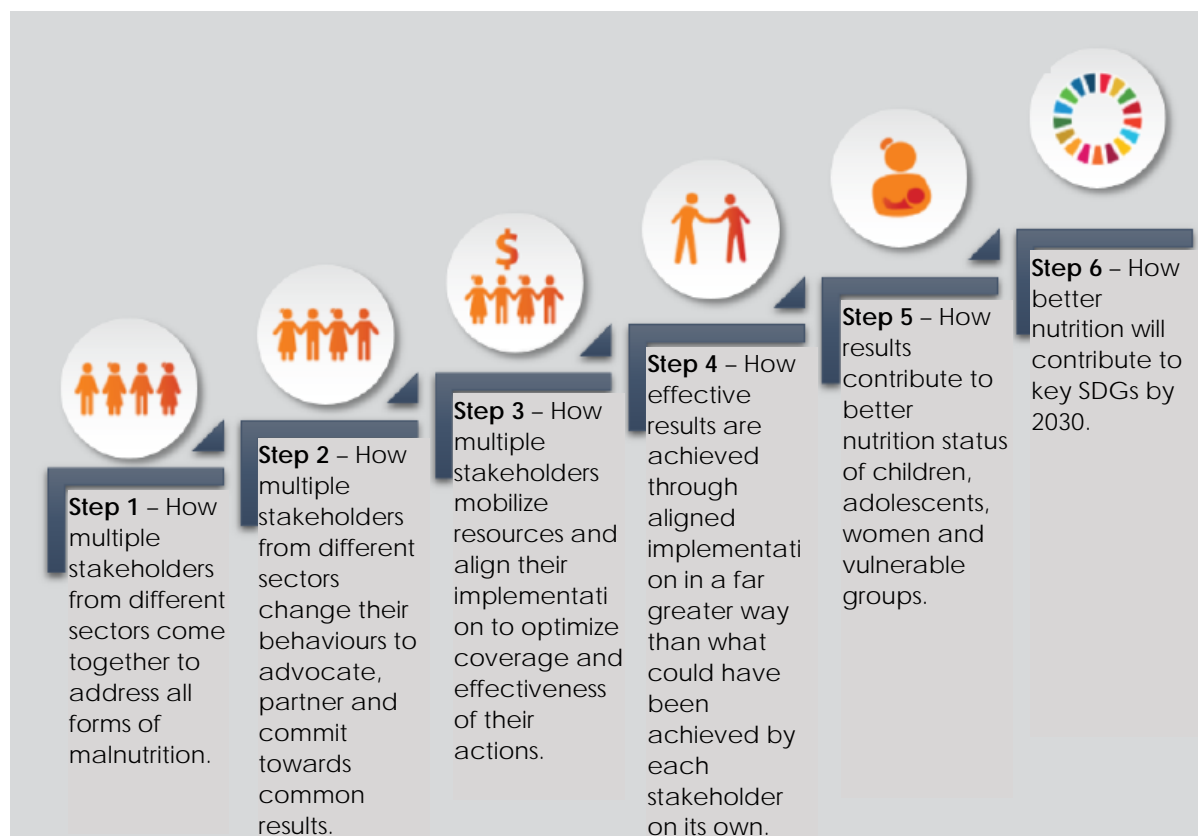 $
Step 1 – How
multiple
stakeholders
from different
sectors come
together to
address all
forms of
malnutrition.
Step 2 – How
multiple
stakeholders
from different
sectors
change their
behaviours to
advocate,
partner and
commit
towards
common
results.
Step 3 – How
multiple
stakeholders
mobilize
resources and
align their
implementati
on to optimize
coverage and
effectiveness
of their
actions.
Step 4 – How
effective
results are
achieved
through
aligned
implementati
on in a far
greater way
than what
could have
been
achieved by
each
stakeholder
on its own.
Step 5 – How
results
contribute to
better
nutrition status
of children,
adolescents,
women and
vulnerable
groups.
Step 6 – How
better
nutrition will
contribute to
key SDGs by
2030.